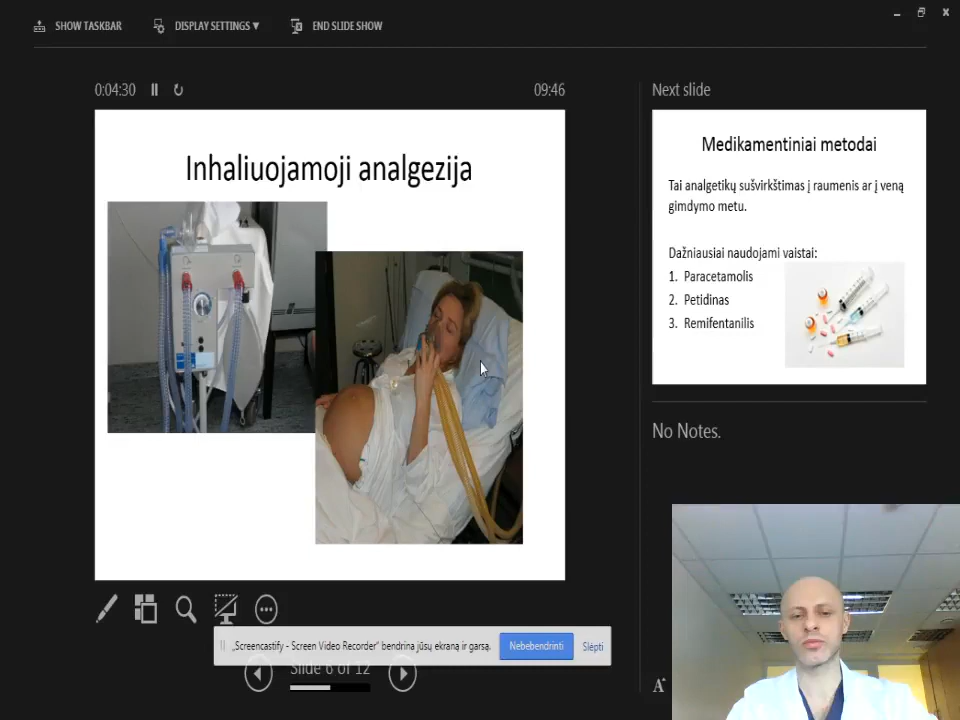 SHOW TASKBAR
DISPLAY SETTINGS ▼
END SLIDE SHOW
0:04:30
09:46
Next slide
Inhaliuojamoji analgezija
Medikamentiniai metodai
Tai analgetikų sušvirkštimas į raumenis ar į veną
gimdymo metu.
Dažniausiai naudojami vaistai:
1. Paracetamolis
2. Petidinas
3. Remifentanilis
No Notes.
„Screencastify - Screen Video Recorder“ bendrina jūsų ekraną ir garsą.
Nebebendrinti
Slėpti
Slide 6 of 12
A